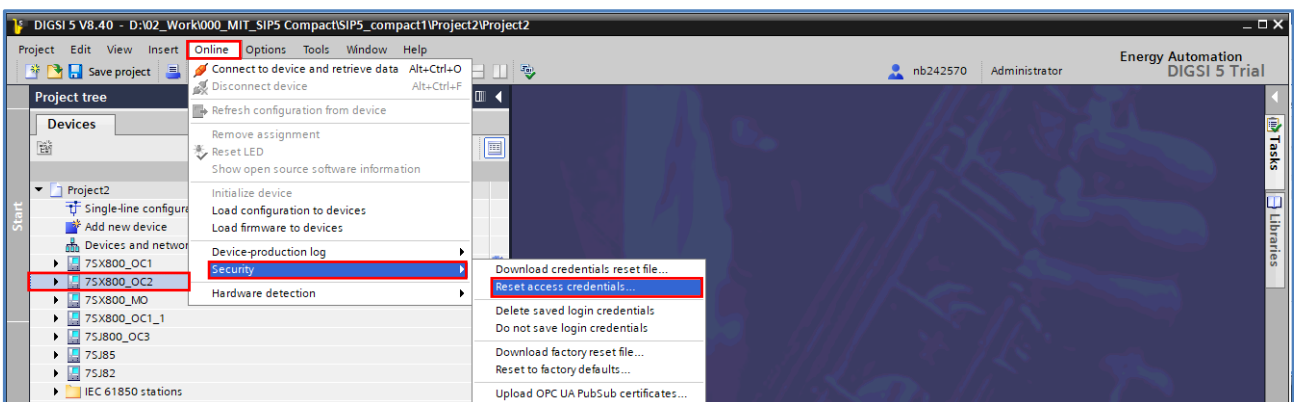 DIGSI 5 V8.40 - D:\02_Work\000_MIT_SIP5 Compact\SIP5_compact1\Project2\Project2
Project Edit View Insert Online Options Tools Window Help
Energy Automation
DIGSI 5 Trial
Save project
nb242570 Administrator
Connect to device and retrieve data Alt+Ctrl+O
Disconnect device Alt+Ctrl+F
Refresh configuration from device
Remove assignment
Reset LED
Show open source software information
Initialize device
Load configuration to devices
Load firmware to devices
Device-production log
Security
Hardware detection
Download credentials reset file...
Reset access credentials...
Delete saved login credentials
Do not save login credentials
Download factory reset file...
Reset to factory defaults...
Upload OPC UA PubSub certificates...
Project tree
Devices
Project2
Single-line configura
Add new device
Devices and networ
7SX800_OC1
7SX800_OC2
7SX800_MO
7SX800_OC1_1
7SJ800_OC3
7SJ85
7SJ82
IEC 61850 stations
Start
Tasks
Libraries